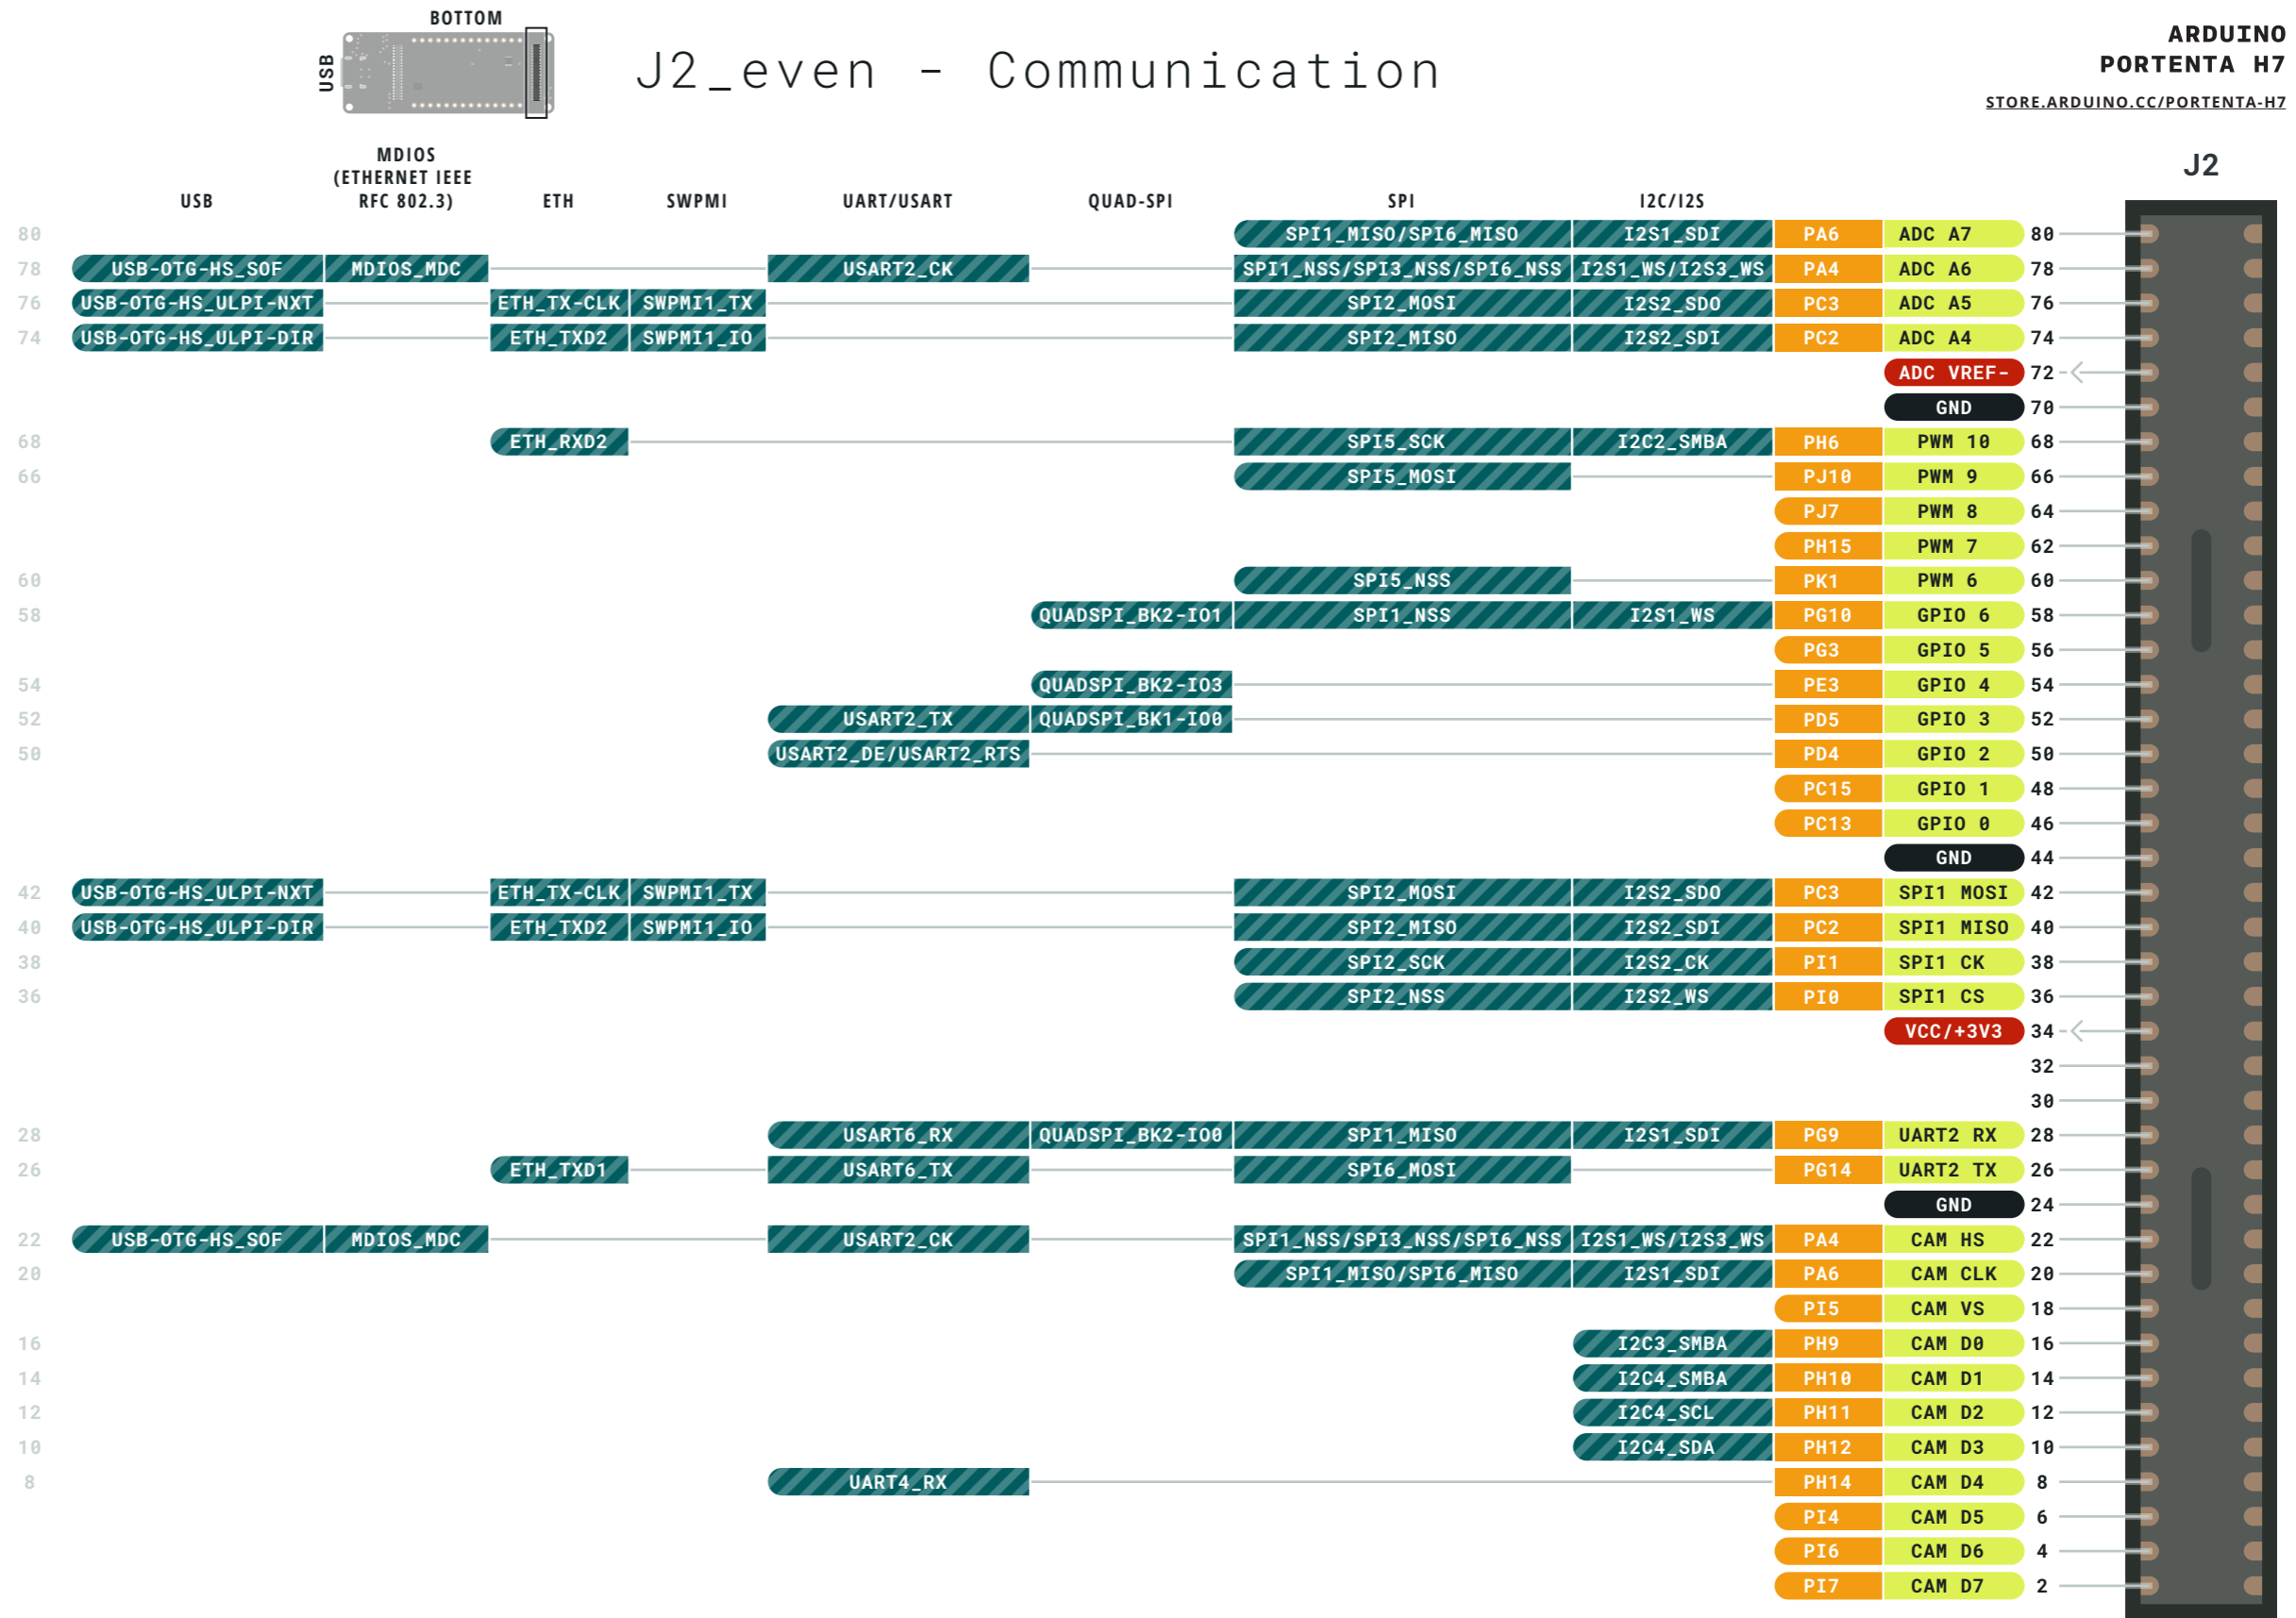 BOTTOM
USB
J2_even - Communication
ARDUINO
PORTENTA H7
STORE.ARDUINO.CC/PORTENTA-H7
J2
USB MDIOS (ETHERNET IEEE RFC 802.3) ETH SWPMI UART/USART QUAD-SPI SPI I2C/I2S
80 SPI1_MISO/SPI6_MISO I2S1_SDI PA6 ADC A7 80
78 USB-OTG-HS_SOF MDIOS_MDC USART2_CK SPI1_NSS/SPI3_NSS/SPI6_NSS I2S1_WS/I2S3_WS PA4 ADC A6 78
76 USB-OTG-HS_ULPI-NXT ETH_TX-CLK SWPMI1_TX SPI2_MOSI I2S2_SDO PC3 ADC A5 76
74 USB-OTG-HS_ULPI-DIR ETH_TXD2 SWPMI1_IO SPI2_MISO I2S2_SDI PC2 ADC A4 74
ADC VREF- 72
GND 70
68 ETH_RXD2 SPI5_SCK I2C2_SMBA PH6 PWM 10 68
66 SPI5_MOSI PJ10 PWM 9 66
PJ7 PWM 8 64
PH15 PWM 7 62
60 SPI5_NSS PK1 PWM 6 60
58 QUADSPI_BK2-IO1 SPI1_NSS I2S1_WS PG10 GPIO 6 58
PG3 GPIO 5 56
54 QUADSPI_BK2-IO3 PE3 GPIO 4 54
52 USART2_TX QUADSPI_BK1-IO0 PD5 GPIO 3 52
50 USART2_DE/USART2_RTS PD4 GPIO 2 50
PC15 GPIO 1 48
PC13 GPIO 0 46
GND 44
42 USB-OTG-HS_ULPI-NXT ETH_TX-CLK SWPMI1_TX SPI2_MOSI I2S2_SDO PC3 SPI1 MOSI 42
40 USB-OTG-HS_ULPI-DIR ETH_TXD2 SWPMI1_IO SPI2_MISO I2S2_SDI PC2 SPI1 MISO 40
38 SPI2_SCK I2S2_CK PI1 SPI1 CK 38
36 SPI2_NSS I2S2_WS PI0 SPI1 CS 36
VCC/+3V3 34
32
30
28 USART6_RX QUADSPI_BK2-IO0 SPI1_MISO I2S1_SDI PG9 UART2 RX 28
26 ETH_TXD1 USART6_TX SPI6_MOSI PG14 UART2 TX 26
GND 24
22 USB-OTG-HS_SOF MDIOS_MDC USART2_CK SPI1_NSS/SPI3_NSS/SPI6_NSS I2S1_WS/I2S3_WS PA4 CAM HS 22
20 SPI1_MISO/SPI6_MISO I2S1_SDI PA6 CAM CLK 20
PI5 CAM VS 18
16 I2C3_SMBA PH9 CAM D0 16
14 I2C4_SMBA PH10 CAM D1 14
12 I2C4_SCL PH11 CAM D2 12
10 I2C4_SDA PH12 CAM D3 10
8 UART4_RX PH14 CAM D4 8
PI4 CAM D5 6
PI6 CAM D6 4
PI7 CAM D7 2